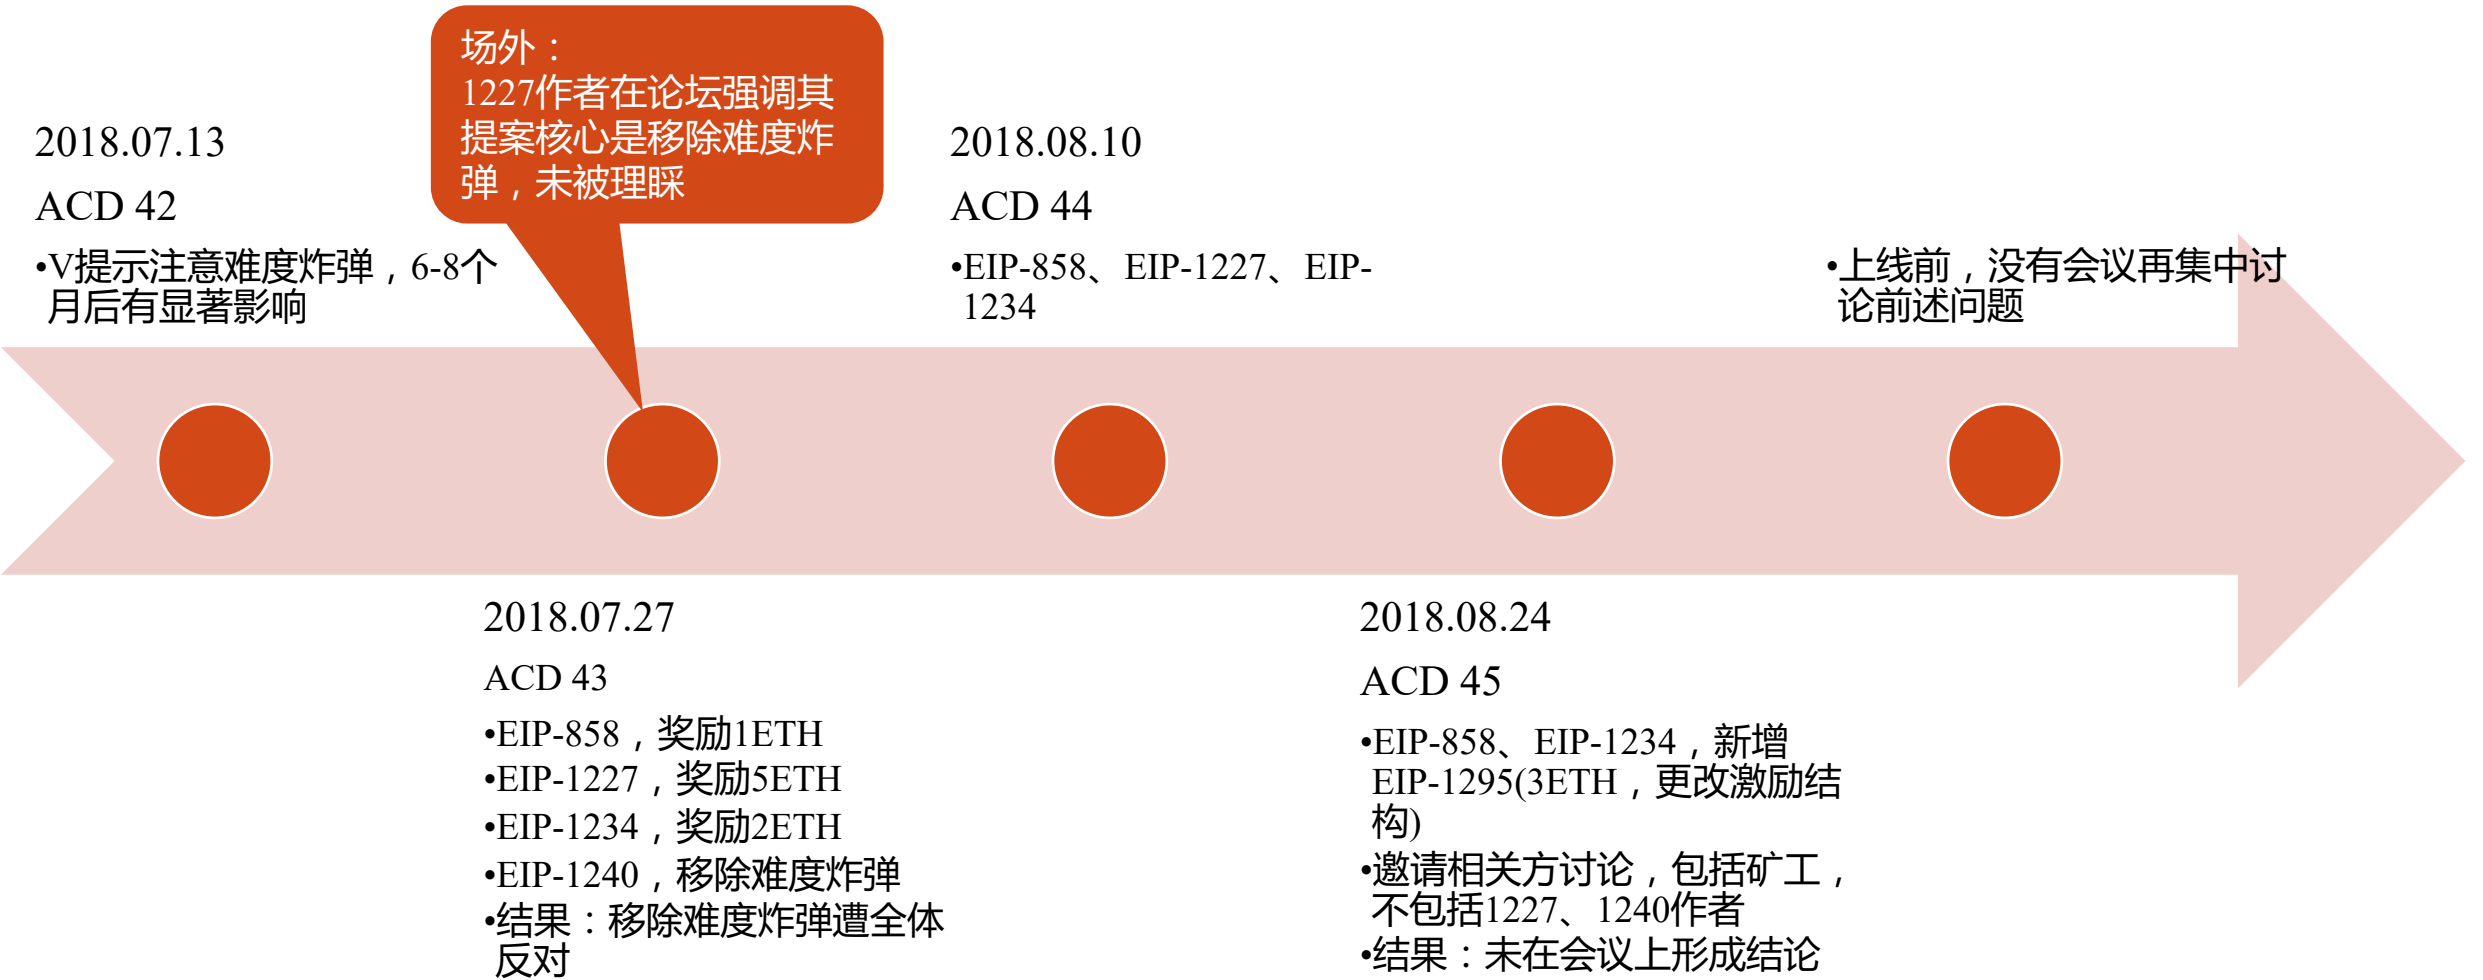 场外：
1227作者在论坛强调其
提案核心是移除难度炸
弹，未被理睬
2018.07.13
ACD 42
•V提示注意难度炸弹，6-8个
月后有显著影响
2018.07.27
ACD 43
•EIP-858，奖励1ETH
•EIP-1227，奖励5ETH
•EIP-1234，奖励2ETH
•EIP-1240，移除难度炸弹
•结果：移除难度炸弹遭全体
反对
2018.08.10
ACD 44
•EIP-858、EIP-1227、EIP-
1234
2018.08.24
ACD 45
•EIP-858、EIP-1234，新增
EIP-1295(3ETH，更改激励结
构)
•邀请相关方讨论，包括矿工，
不包括1227、1240作者
•结果：未在会议上形成结论
•上线前，没有会议再集中讨
论前述问题